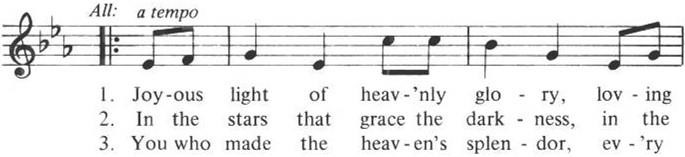 All: a tempo
1. Joy-ous light of heav-'nly glo - ry, lov - ing
2. In the stars that grace the dark - ness, in the
3. You who made the heav-en's splen - dor, ev -'ry